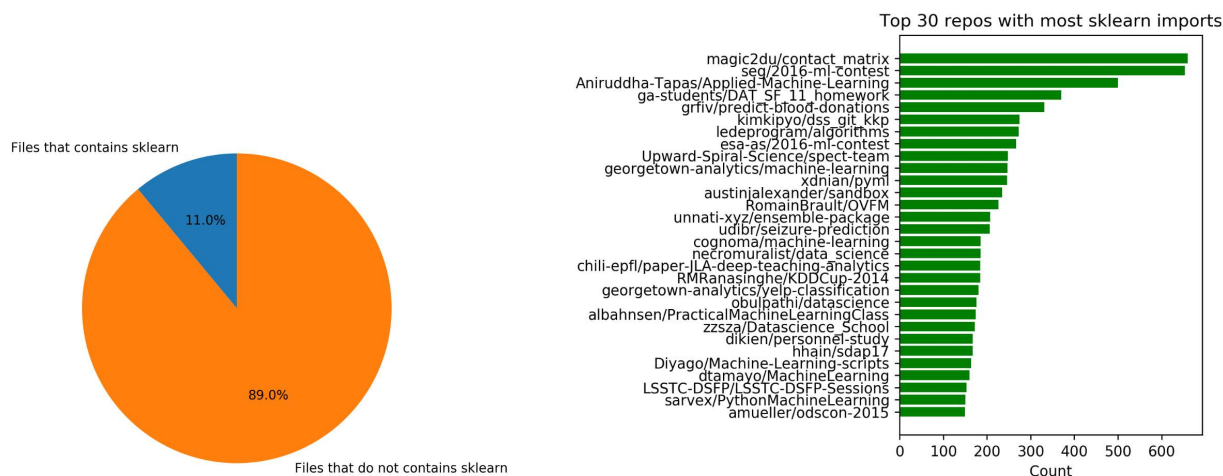 Files that contains sklearn
11.0%
89.0%
Files that do not contains sklearn
Top 30 repos with most sklearn imports
magic2du/contact_matrix
seg/2016-ml-contest
Aniruddha-Tapas/Applied-Machine-Learning
ga-students/DAT_SF_11_homework
grfiv/predict-blood-donations
kimkipyo/dss_git_kkp
ledeprogram/algorithms
esa-as/2016-ml-contest
Upward-Spiral-Science/spect-team
georgetown-analytics/machine-learning
xdnian/pyml
austinjalexander/sandbox
RomainBrault/OVFM
unnati-xyz/ensemble-package
udibr/seizure-prediction
cognoma/machine-learning
necromuralist/data_science
chili-epfl/paper-JLA-deep-teaching-analytics
RMRanasinghe/KDDCup-2014
georgetown-analytics/yelp-classification
obulpathi/datascience
albahnsen/PracticalMachineLearningClass
zzsza/Datascience_School
dikien/personnel-study
hhain/sdap17
Diyago/Machine-Learning-scripts
dtamayo/MachineLearning
LSSTC-DSFP/LSSTC-DSFP-Sessions
sarvex/PythonMachineLearning
amueller/odscon-2015
0 100 200 300 400 500 600
Count